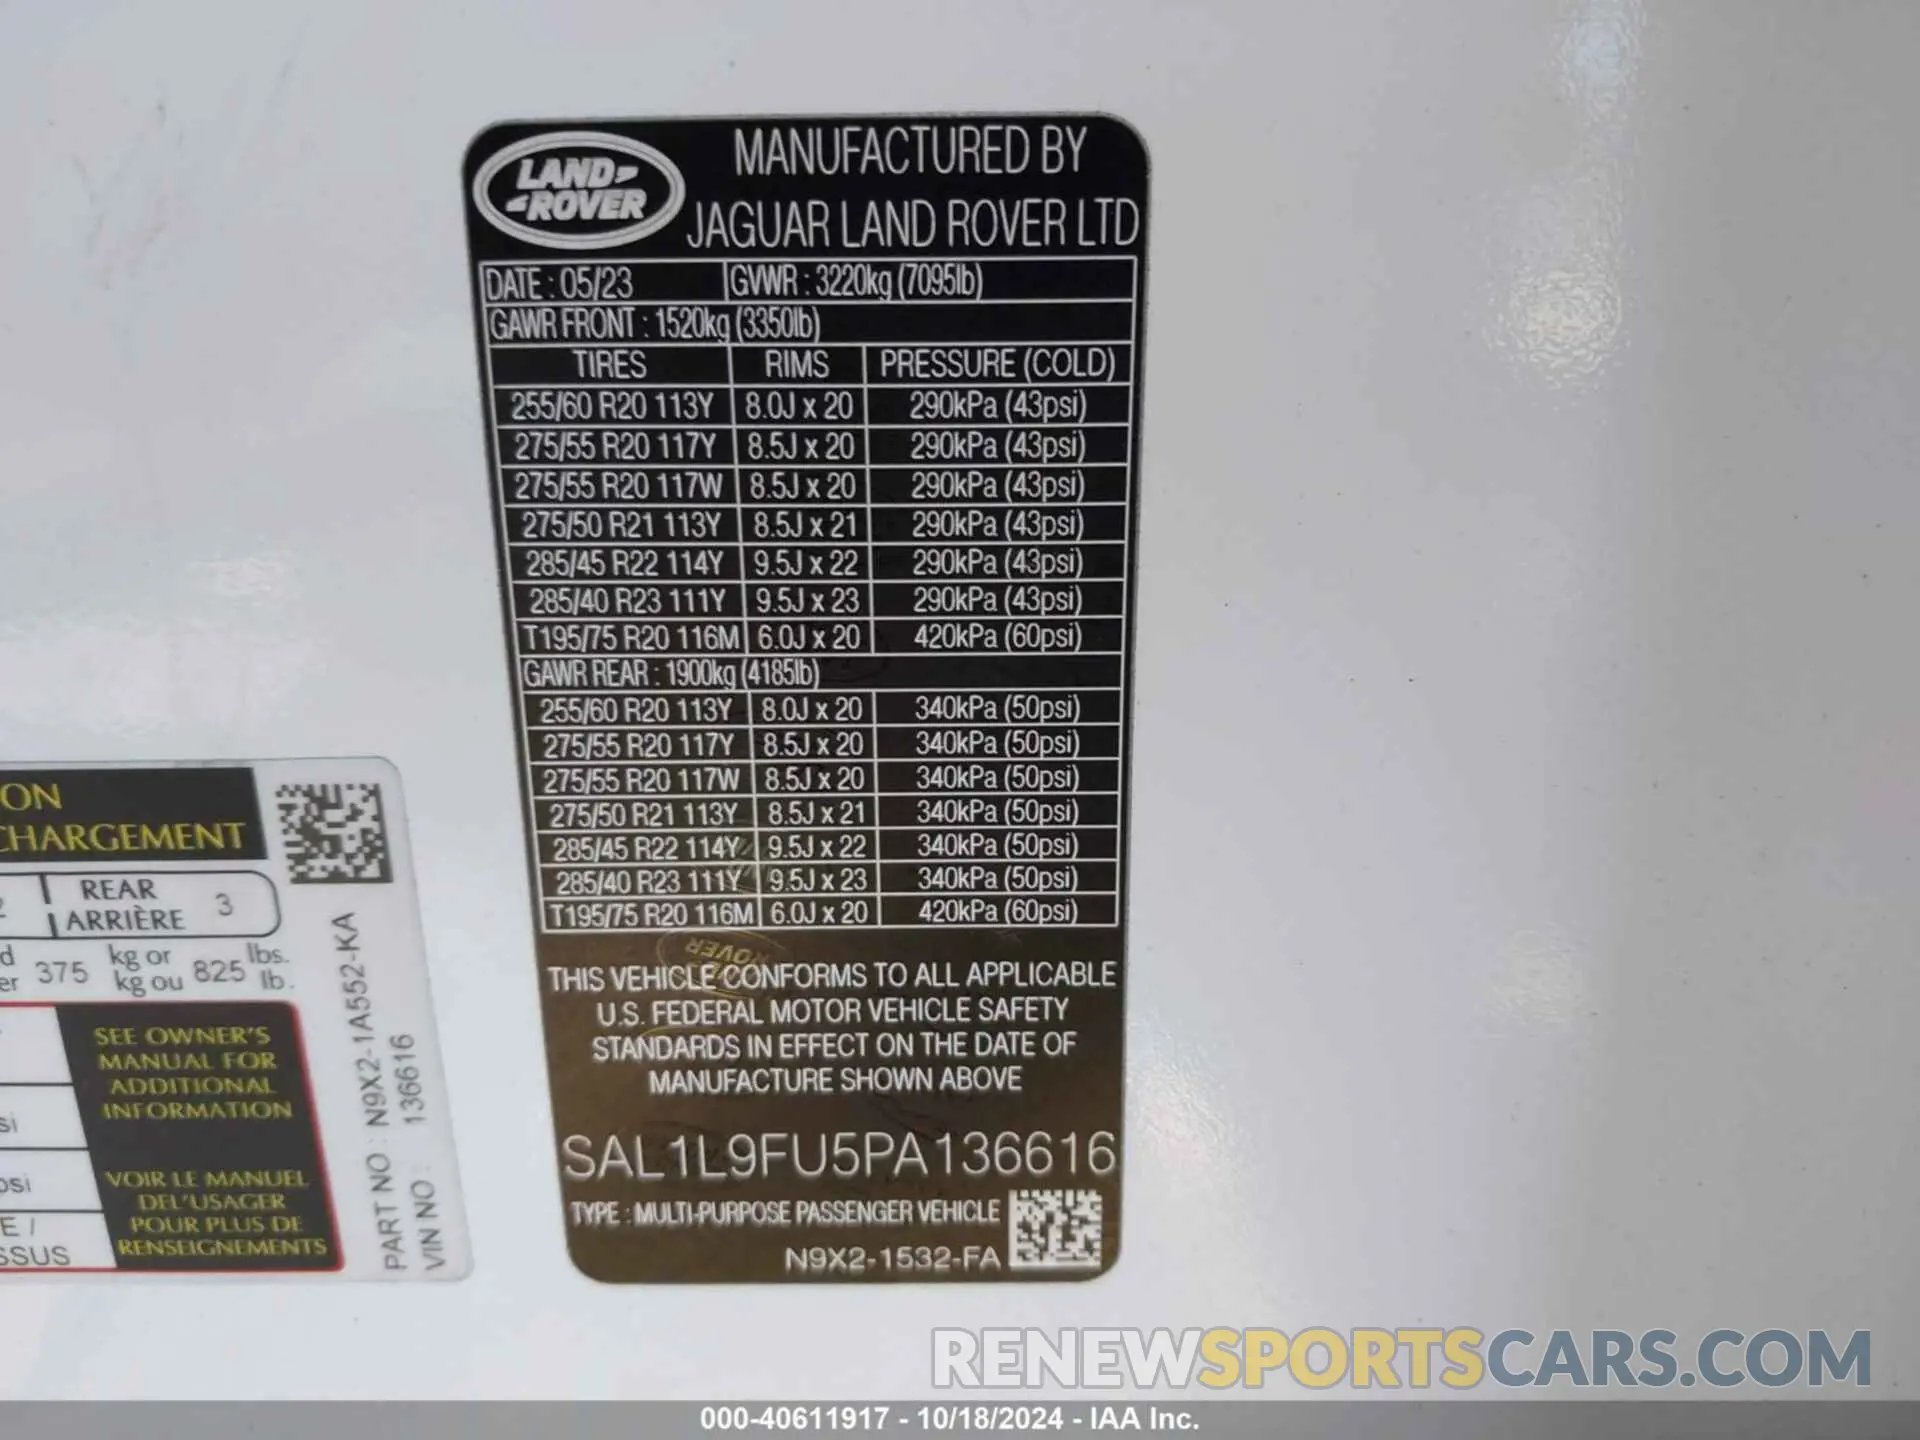 LAND
ROVER
MANUFACTURED BY
JAGUAR LAND ROVER LTD
DATE : 05/23 GVWR : 3220kg (7095lb)
GAWR FRONT : 1520kg (3350lb)
TIRES RIMS PRESSURE (COLD)
255/60 R20 113Y 8.0J x 20 290kPa (43psi)
275/55 R20 117Y 8.5J x 20 290kPa (43psi)
275/55 R20 117W 8.5J x 20 290kPa (43psi)
275/50 R21 113Y 8.5J x 21 290kPa (43psi)
285/45 R22 114Y 9.5J x 22 290kPa (43psi)
285/40 R23 111Y 9.5J x 23 290kPa (43psi)
T195/75 R20 116M 6.0J x 20 420kPa (60psi)
GAWR REAR : 1900kg (4185lb)
255/60 R20 113Y 8.0J x 20 340kPa (50psi)
275/55 R20 117Y 8.5J x 20 340kPa (50psi)
275/55 R20 117W 8.5J x 20 340kPa (50psi)
275/50 R21 113Y 8.5J x 21 340kPa (50psi)
285/45 R22 114Y 9.5J x 22 340kPa (50psi)
285/40 R23 111Y 9.5J x 23 340kPa (50psi)
T195/75 R20 116M 6.0J x 20 420kPa (60psi)
THIS VEHICLE CONFORMS TO ALL APPLICABLE
U.S. FEDERAL MOTOR VEHICLE SAFETY
STANDARDS IN EFFECT ON THE DATE OF
MANUFACTURE SHOWN ABOVE
SAL1L9FU5PA136616
TYPE : MULTI-PURPOSE PASSENGER VEHICLE
N9X2-1532-FA
ON
CHARGEMENT
REAR
ARRIÈRE 3
375 kg or 825 lbs.
kg ou lb.
SEE OWNER'S
MANUAL FOR
ADDITIONAL
INFORMATION
VOIR LE MANUEL
DEL'USAGER
POUR PLUS DE
RENSEIGNEMENTS
PART NO : N9X2-1A552-KA
VIN NO : 136616
RENEWSPORTSCARS.COM
000-40611917 - 10/18/2024 - IAA Inc.